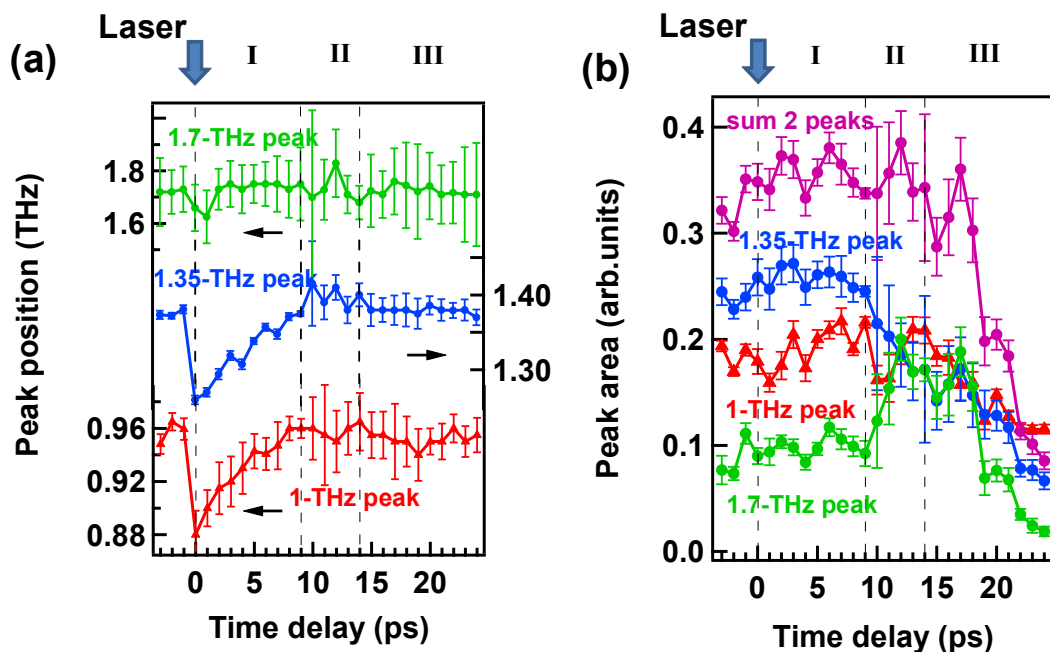 Laser
(a)
I
II
III
1.7-THz peak
1.8
1.6
1.35-THz peak
1.40
1.30
0.96
0.92
0.88
1-THz peak
Peak position (THz)
0
5
10
15
20
Time delay (ps)
Laser
(b)
I
II
III
sum 2 peaks
0.4
0.3
0.2
0.1
0.0
1.35-THz peak
1-THz peak
1.7-THz peak
Peak area (arb.units)
0
5
10
15
20
Time delay (ps)